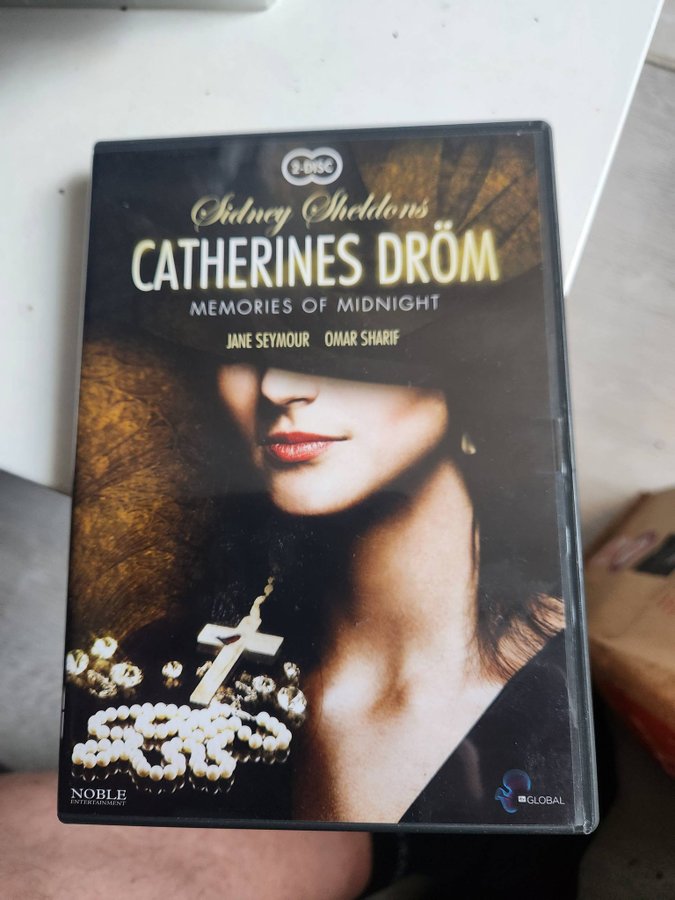 2-DISC
Sidney Sheldons
CATHERINES DRÖM
MEMORIES OF MIDNIGHT
JANE SEYMOUR OMAR SHARIF
NOBLE
ENTERTAINMENT
GLOBAL